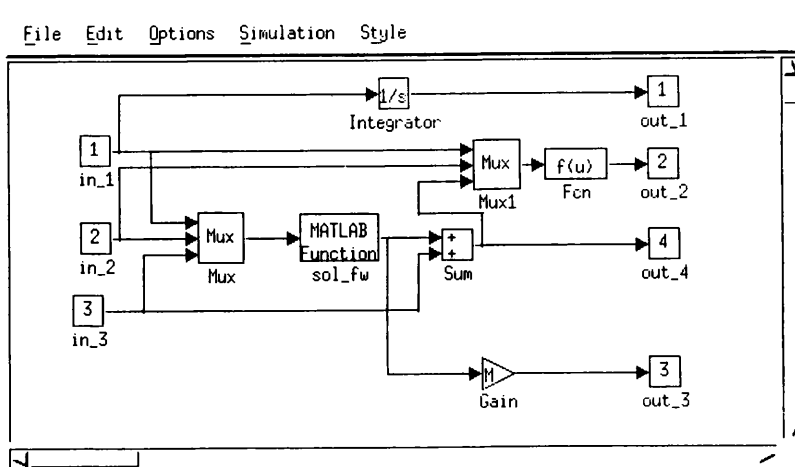 File Edit Options Simulation Style
1/s
Integrator
1
out_1
1
in_1
Mux
Mux1
f(u)
Fcn
2
out_2
2
in_2
Mux
Mux
MATLAB
Function
sol_fw
+
+
Sum
4
out_4
3
in_3
M
Gain
3
out_3